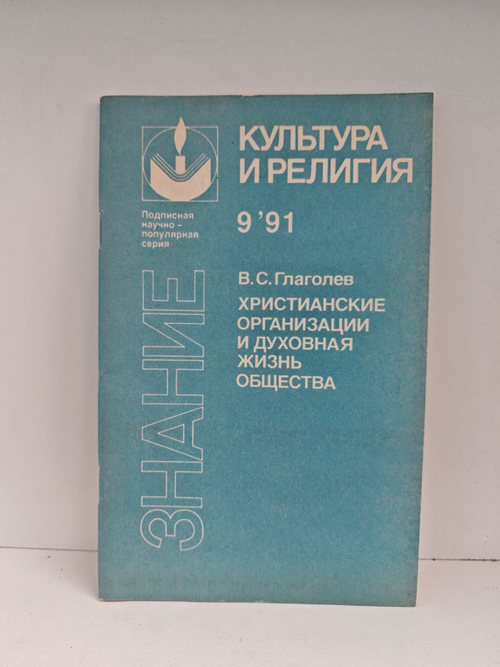 КУЛЬТУРА
И РЕЛИГИЯ
Подписная
научно-
популярная
серия
9'91
ЗНАНИЕ
В.С.Глаголев
ХРИСТИАНСКИЕ
ОРГАНИЗАЦИИ
И ДУХОВНАЯ
ЖИЗНЬ
ОБЩЕСТВА